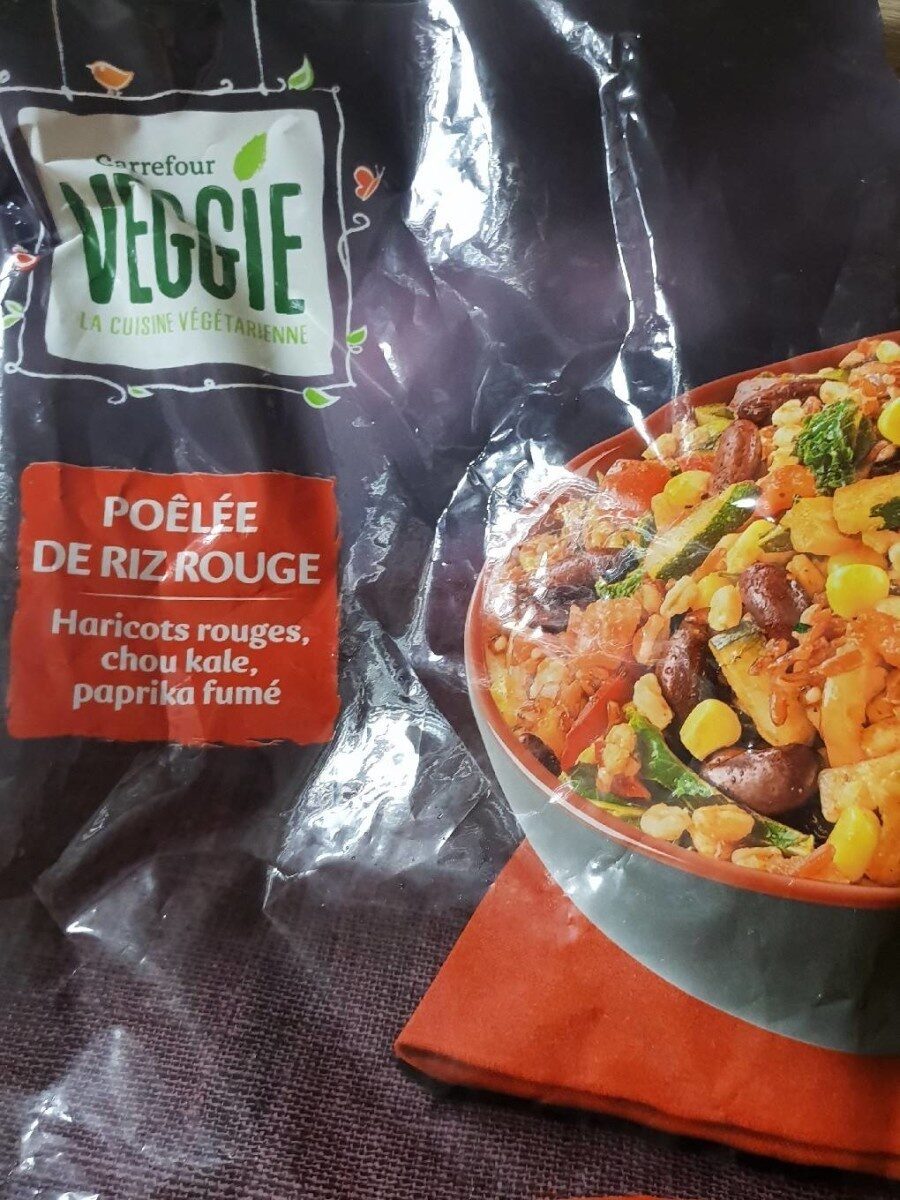 Carrefour
VEGGIE
LA CUISINE VÉGÉTARIENNE
POÊLÉE
DE RIZ ROUGE
Haricots rouges,
chou kale,
paprika fumé